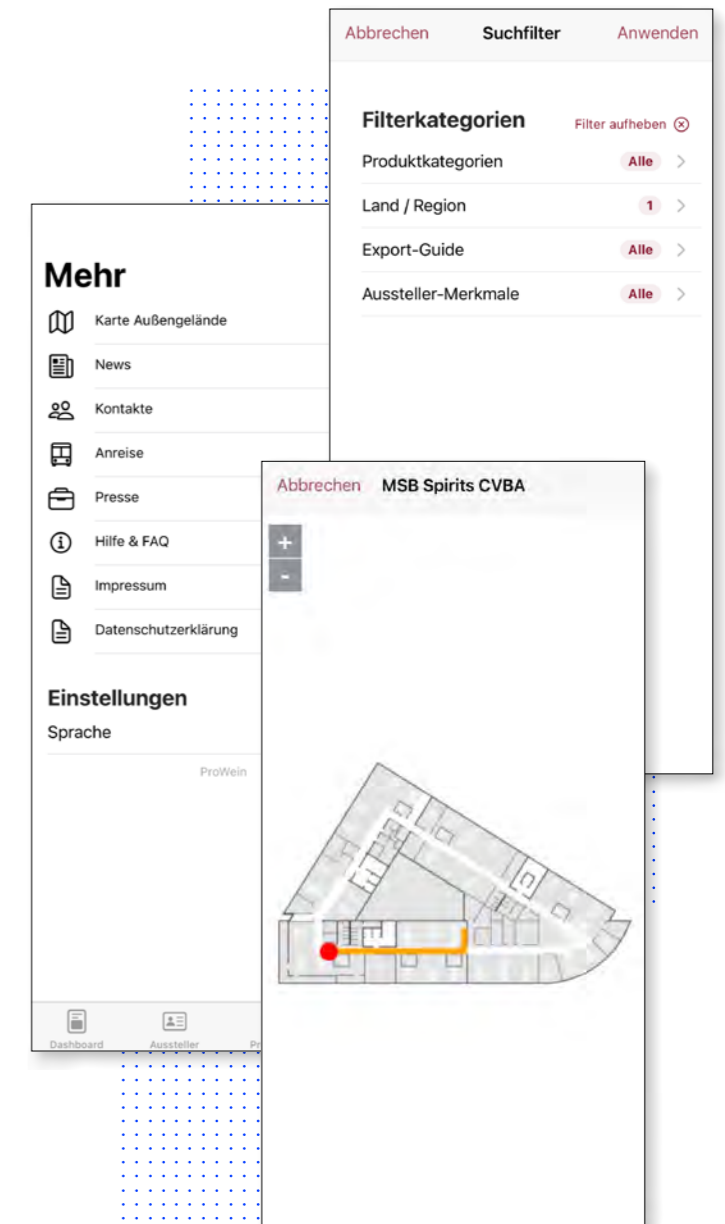 Abbrechen Suchfilter Anwenden
Filterkategorien Filter aufheben
Produktkategorien Alle
Land / Region 1
Export-Guide Alle
Aussteller-Merkmale Alle
Mehr
Karte Außengelände
News
Kontakte
Anreise
Presse
Hilfe & FAQ
Impressum
Datenschutzerklärung
Einstellungen
Sprache
ProWein
Dashboard Aussteller Pr
Abbrechen MSB Spirits CVBA
+
-